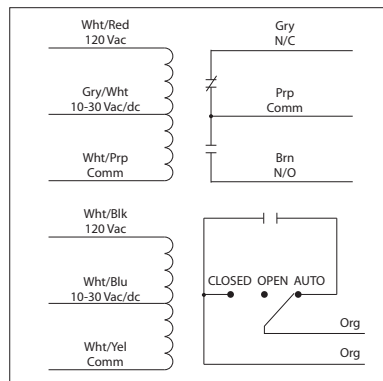 Wht/Red
120 Vac
Gry/Wht
10-30 Vac/dc
Wht/Prp
Comm
Gry
N/C
Prp
Comm
Brn
N/O
Wht/Blk
120 Vac
Wht/Blu
10-30 Vac/dc
Wht/Yel
Comm
CLOSED OPEN AUTO
Org
Org